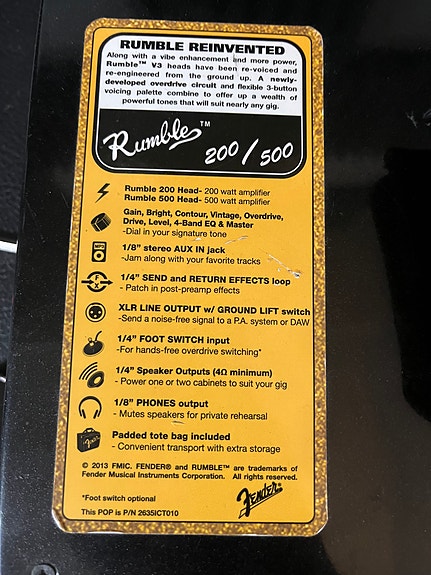 RUMBLE REINVENTED
Along with a vibe enhancement and more power,
Rumble™ V3 heads have been re-voiced and
re-engineered from the ground up. A newly-
developed overdrive circuit and flexible 3-button
voicing palette combine to offer up a wealth of
powerful tones that will suit nearly any gig.
Rumble™ 200/500
Rumble 200 Head- 200 watt amplifier
Rumble 500 Head- 500 watt amplifier
Gain, Bright, Contour, Vintage, Overdrive,
Drive, Level, 4-Band EQ & Master
-Dial in your signature tone
MP3
1/8" stereo AUX IN jack
-Jam along with your favorite tracks
FX
1/4" SEND and RETURN EFFECTS loop
- Patch in post-preamp effects
XLR LINE OUTPUT w/ GROUND LIFT switch
-Send a noise-free signal to a P.A. system or DAW
1/4" FOOT SWITCH input
-For hands-free overdrive switching*
1/4" Speaker Outputs (4Ω minimum)
- Power one or two cabinets to suit your gig
1/8" PHONES output
- Mutes speakers for private rehearsal
Fender
Padded tote bag included
- Convenient transport with extra storage
© 2013 FMIC. FENDER® and RUMBLE™ are trademarks of
Fender Musical Instruments Corporation. All rights reserved.
Fender
*Foot switch optional
This POP is P/N 2635ICT010